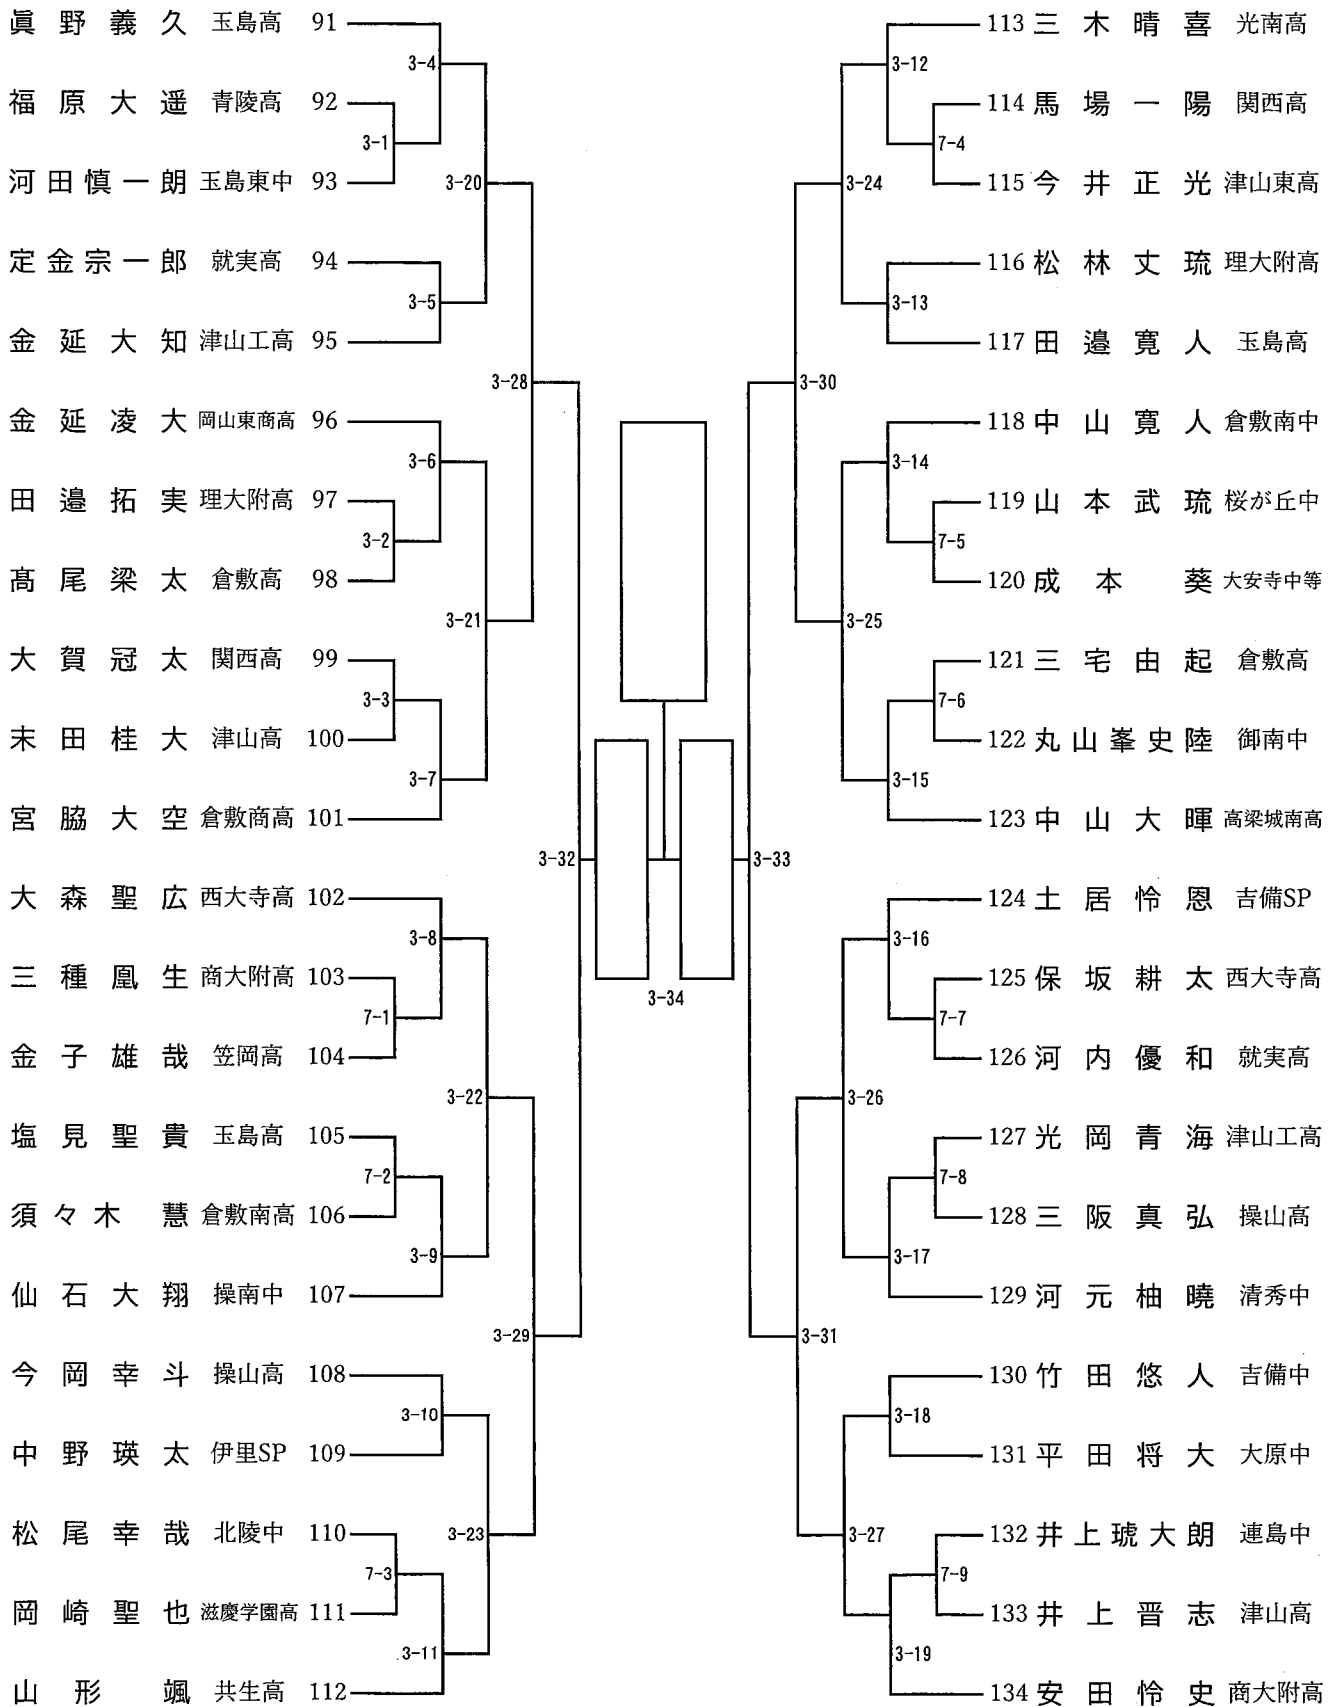 眞野義久 玉島高 91
福原大遥 青陵高 92
河田慎一朗 玉島東中 93
定金宗一郎 就実高 94
金延大知 津山工高 95
金延凌大 岡山東商高 96
田邉拓実 理大附高 97
髙尾梁太 倉敷高 98
大賀冠太 関西高 99
末田桂大 津山高 100
宮脇大空 倉敷商高 101
大森聖広 西大寺高 102
三種凰生 商大附高 103
金子雄哉 笠岡高 104
塩見聖貴 玉島高 105
須々木慧 倉敷南高 106
仙石大翔 操南中 107
今岡幸斗 操山高 108
中野瑛太 伊里SP 109
松尾幸哉 北陵中 110
岡崎聖也 滋慶学園高 111
山形颯 共生高 112
3-4
3-1
3-20
3-5
3-28
3-6
3-2
3-21
3-3
3-7
3-32
3-8
7-1
3-22
7-2
3-9
3-29
3-10
3-23
7-3
3-11
3-34
3-12
7-4
3-24
3-13
3-30
3-14
7-5
3-25
7-6
3-15
3-33
3-16
7-7
3-26
7-8
3-17
3-31
3-18
3-27
7-9
3-19
113 三木晴喜 光南高
114 馬場一陽 関西高
115 今井正光 津山東高
116 松林丈琉 理大附高
117 田邉寛人 玉島高
118 中山寛人 倉敷南中
119 山本武琉 桜が丘中
120 成本葵 大安寺中等
121 三宅由起 倉敷高
122 丸山峯史陸 御南中
123 中山大暉 高梁城南高
124 土居怜恩 吉備SP
125 保坂耕太 西大寺高
126 河内優和 就実高
127 光岡青海 津山工高
128 三阪真弘 操山高
129 河元柚曉 清秀中
130 竹田悠人 吉備中
131 平田将大 大原中
132 井上琥大朗 連島中
133 井上晋志 津山高
134 安田怜史 商大附高